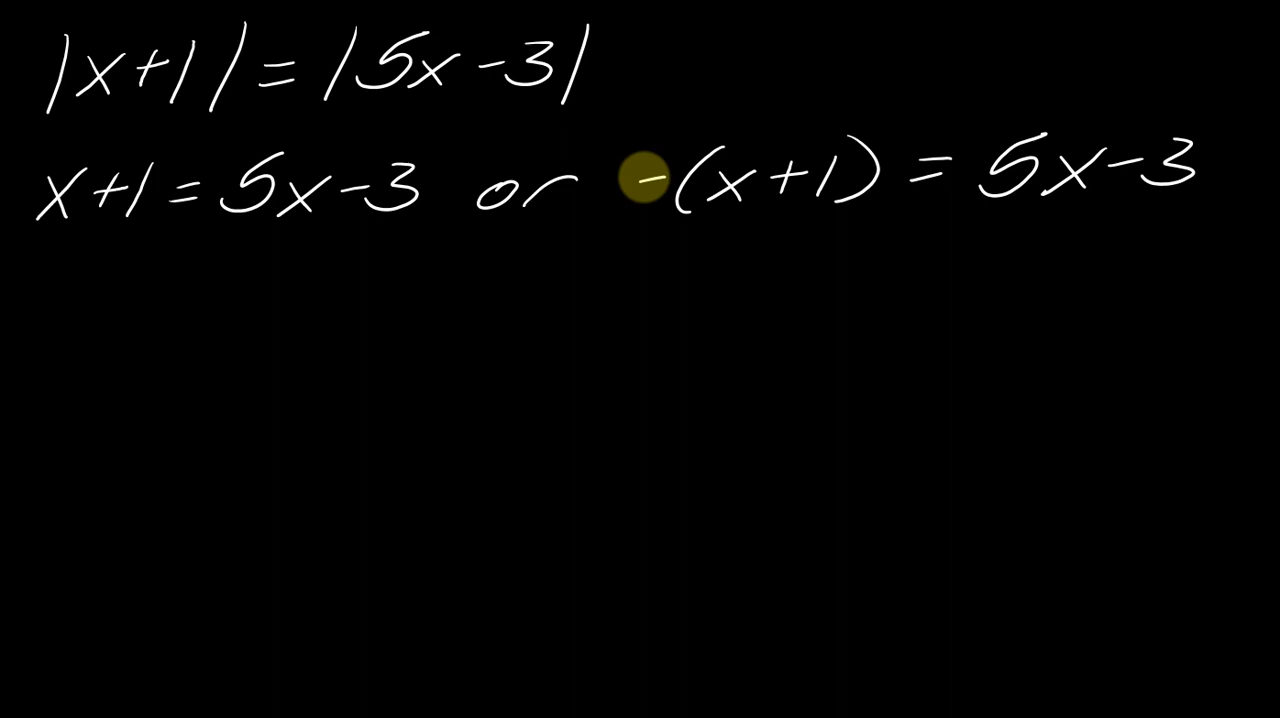 |x+1| = |5x-3|
x+1 = 5x-3 or -(x+1) = 5x-3